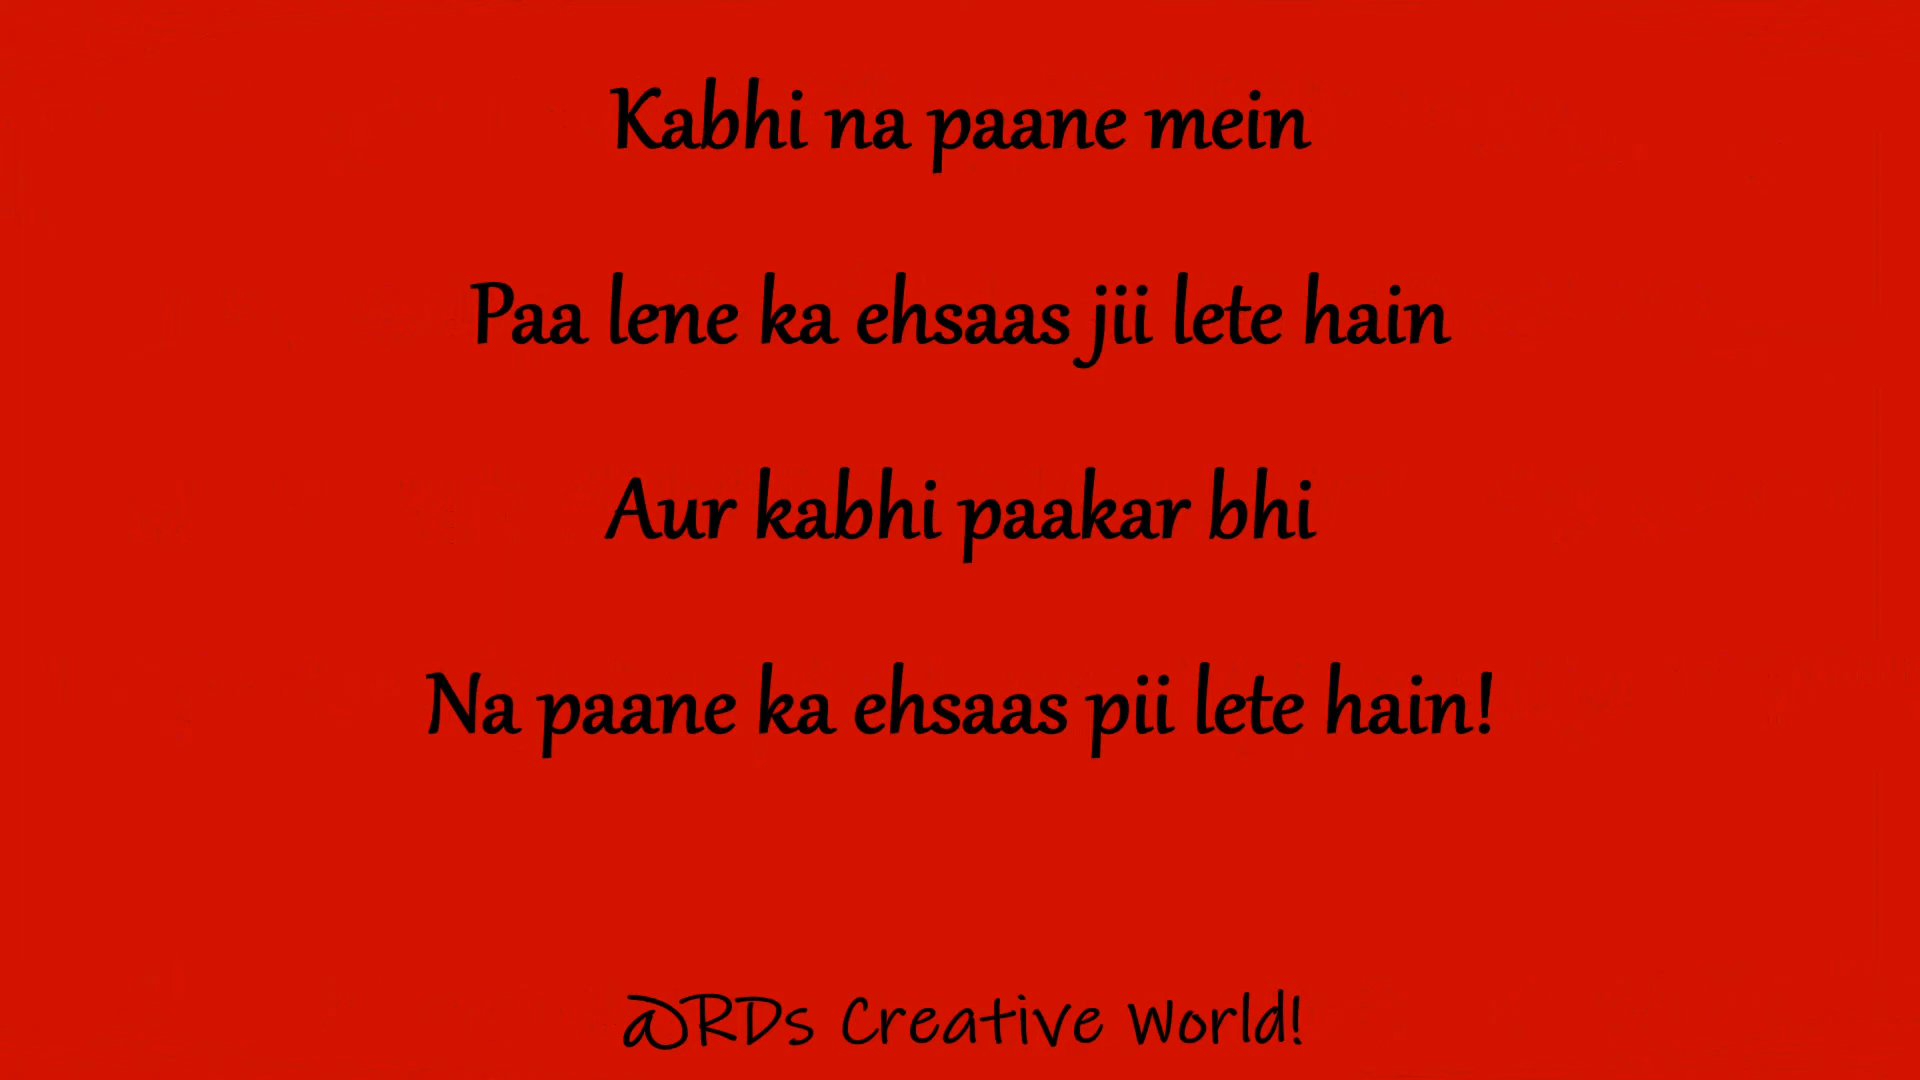 Kabhi na paane mein
Paa lene ka ehsaas jii lete hain
Aur kabhi paakar bhi
Na paane ka ehsaas pii lete hain!
@RDs Creative World!